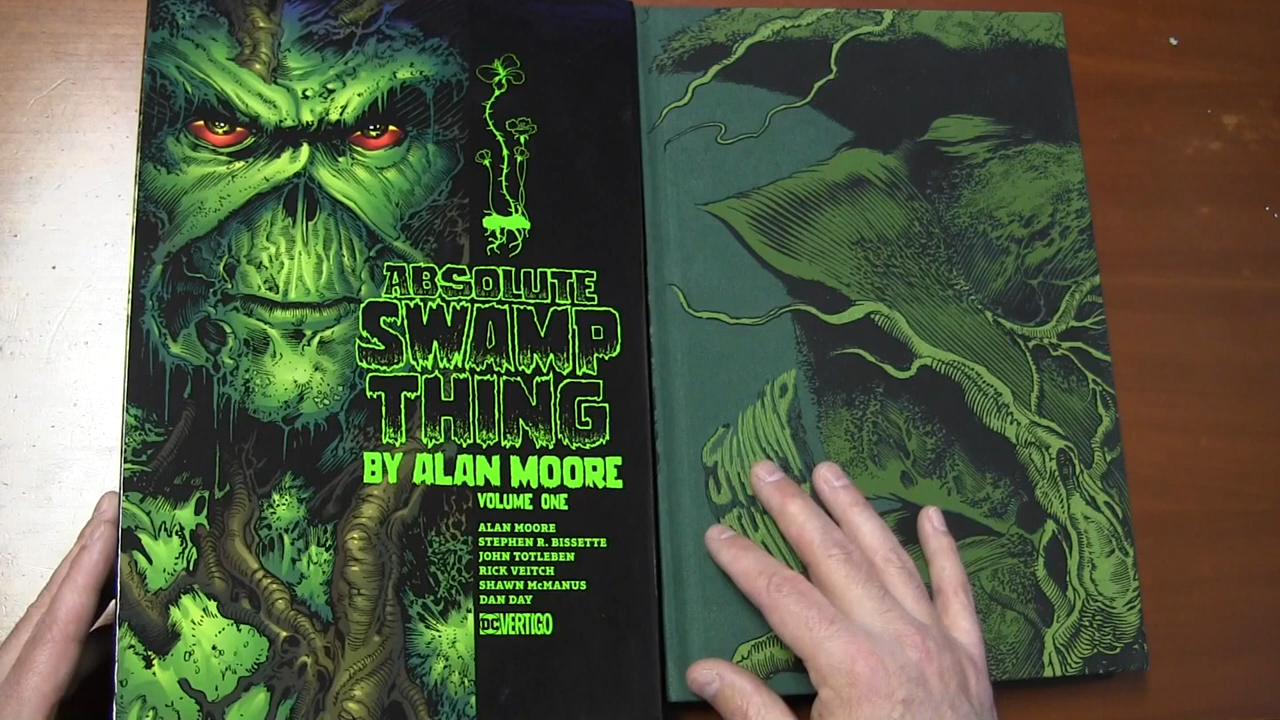 ABSOLUTE
SWAMP
THING
BY ALAN MOORE
VOLUME ONE
ALAN MOORE
STEPHEN R. BISSETTE
JOHN TOTLEBEN
RICK VEITCH
SHAWN McMANUS
DAN DAY
DC VERTIGO